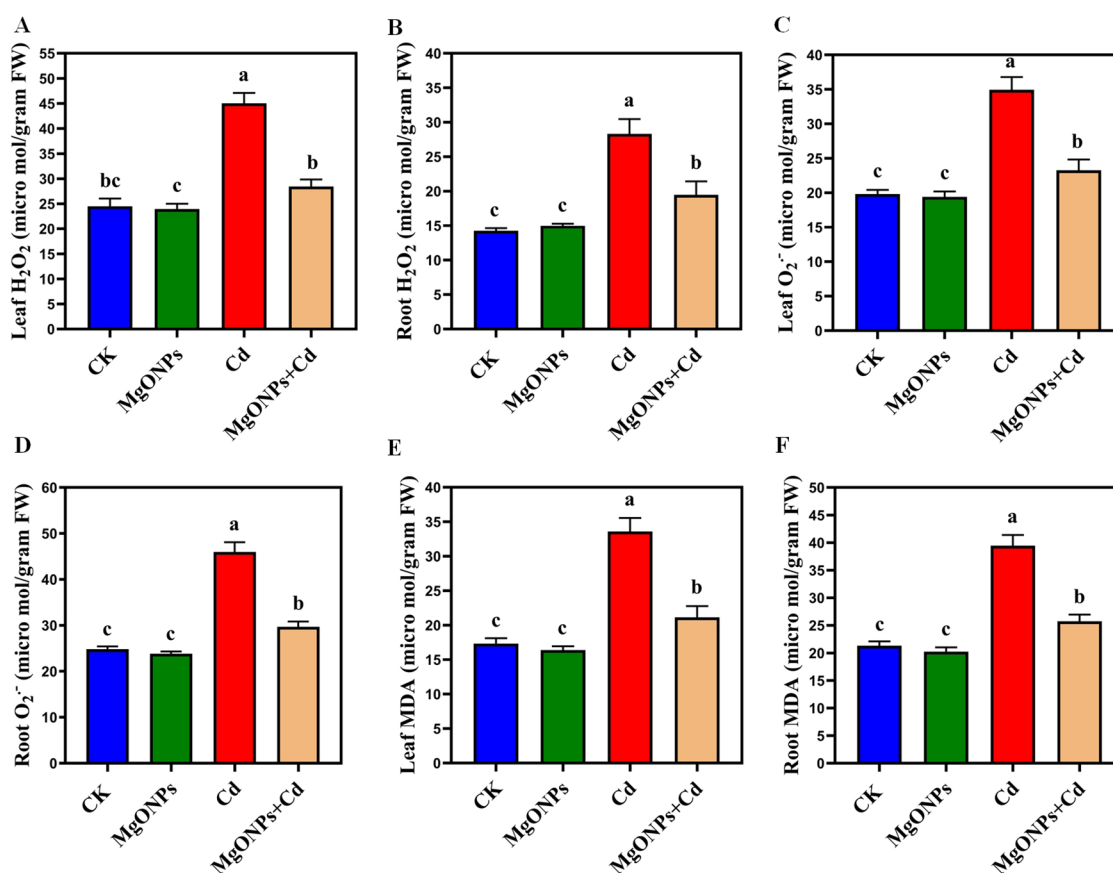 A
Leaf H₂O₂ (micro mol/gram FW)
55
50
45
40
35
30
25
20
15
10
5
0
bc
c
a
b
CK
MgONPs
Cd
MgONPs+Cd
B
Root H₂O₂ (micro mol/gram FW)
40
35
30
25
20
15
10
5
0
c
c
a
b
CK
MgONPs
Cd
MgONPs+Cd
C
Leaf O₂·⁻ (micro mol/gram FW)
40
35
30
25
20
15
10
5
0
c
c
a
b
CK
MgONPs
Cd
MgONPs+Cd
D
Root O₂·⁻ (micro mol/gram FW)
60
50
40
30
20
10
0
c
c
a
b
CK
MgONPs
Cd
MgONPs+Cd
E
Leaf MDA (micro mol/gram FW)
40
35
30
25
20
15
10
5
0
c
c
a
b
CK
MgONPs
Cd
MgONPs+Cd
F
Root MDA (micro mol/gram FW)
50
45
40
35
30
25
20
15
10
5
0
c
c
a
b
CK
MgONPs
Cd
MgONPs+Cd